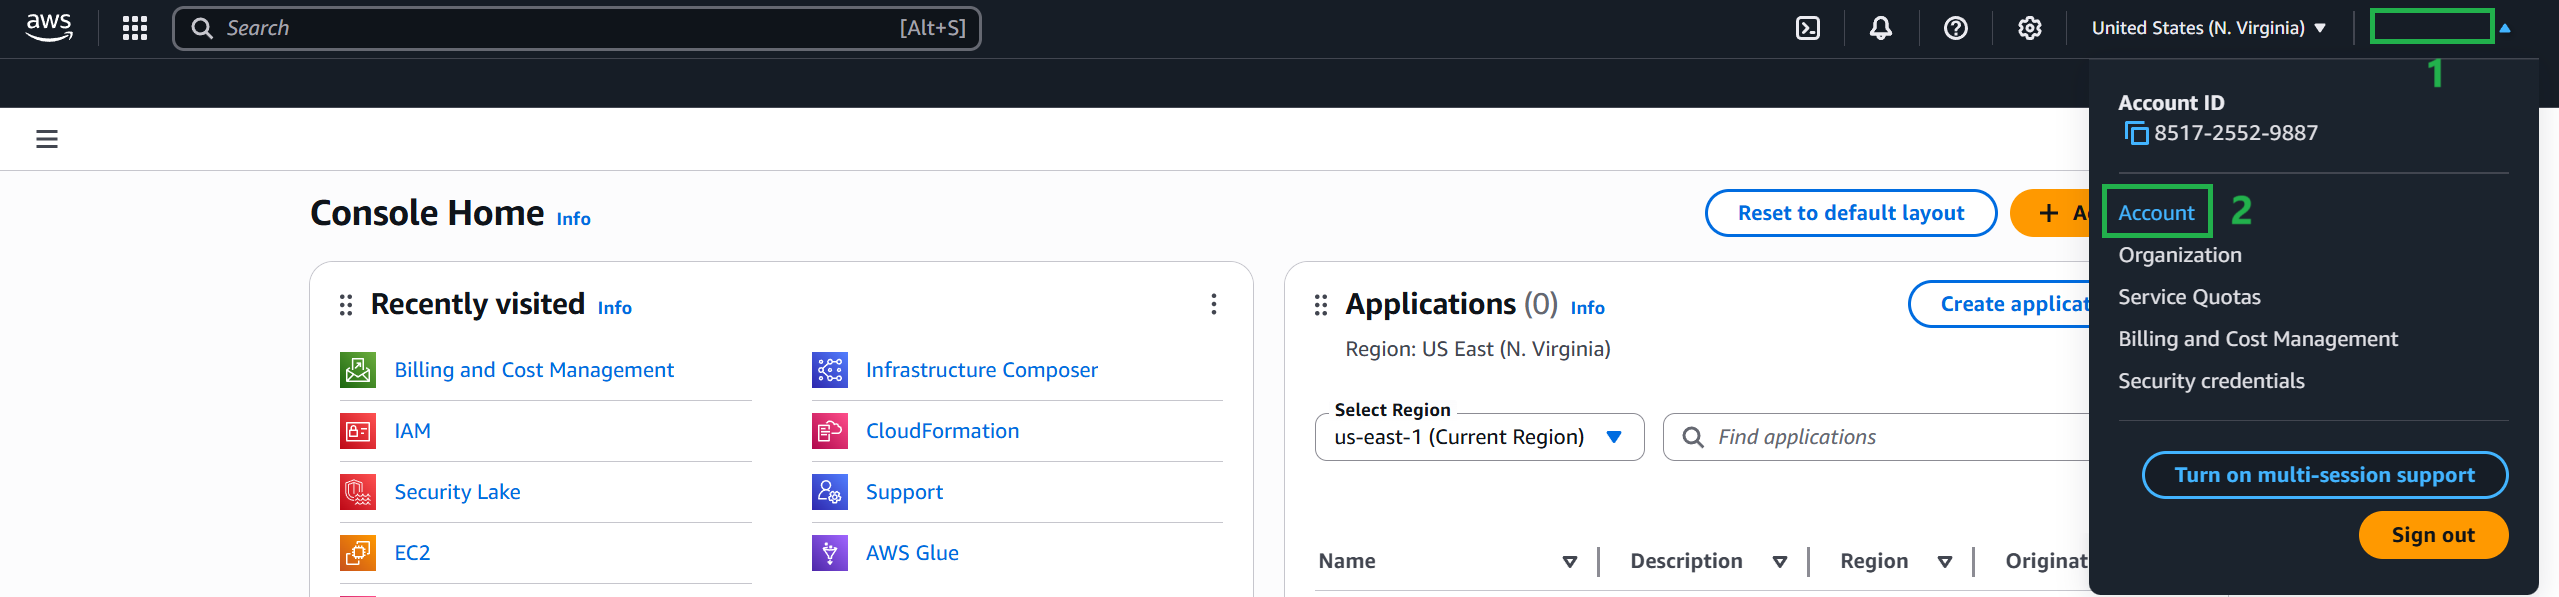 aws
Search
[Alt+S]
United States (N. Virginia)
1
Account ID
8517-2552-9887
Account 2
Organization
Service Quotas
Billing and Cost Management
Security credentials
Turn on multi-session support
Sign out
Console Home Info
Reset to default layout
Recently visited Info
Billing and Cost Management
IAM
Security Lake
EC2
Infrastructure Composer
CloudFormation
Support
AWS Glue
Applications (0) Info
Region: US East (N. Virginia)
Select Region
us-east-1 (Current Region)
Find applications
Name
Description
Region